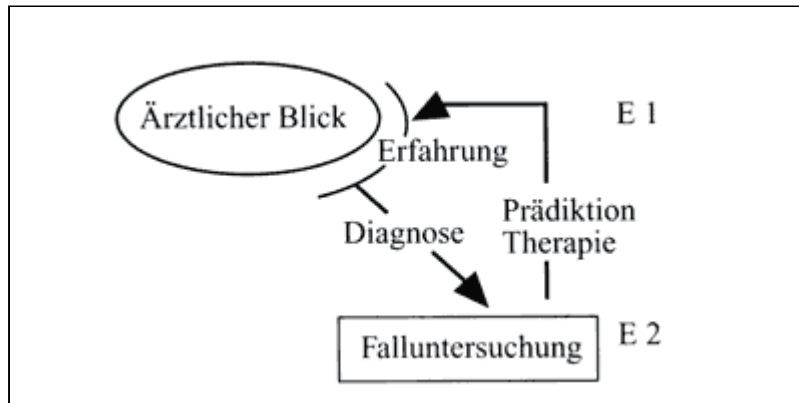 Ärztlicher Blick
E 1
Erfahrung
Prädiktion
Therapie
Diagnose
Falluntersuchung
E 2